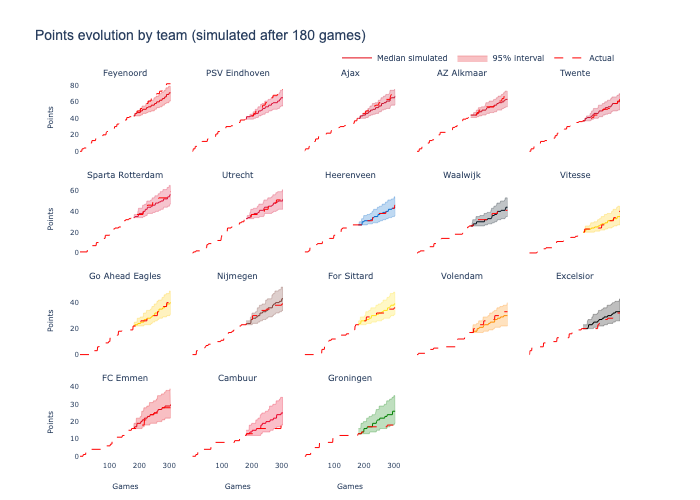 Points evolution by team (simulated after 180 games)
Median simulated 95% interval Actual
Feyenoord PSV Eindhoven Ajax AZ Alkmaar Twente
80
60
40
20
0
Points
Sparta Rotterdam Utrecht Heerenveen Waalwijk Vitesse
60
40
20
0
Points
Go Ahead Eagles Nijmegen For Sittard Volendam Excelsior
40
20
0
Points
FC Emmen Cambuur Groningen
40
30
20
10
0
Points
100 200 300 100 200 300 100 200 300
Games Games Games